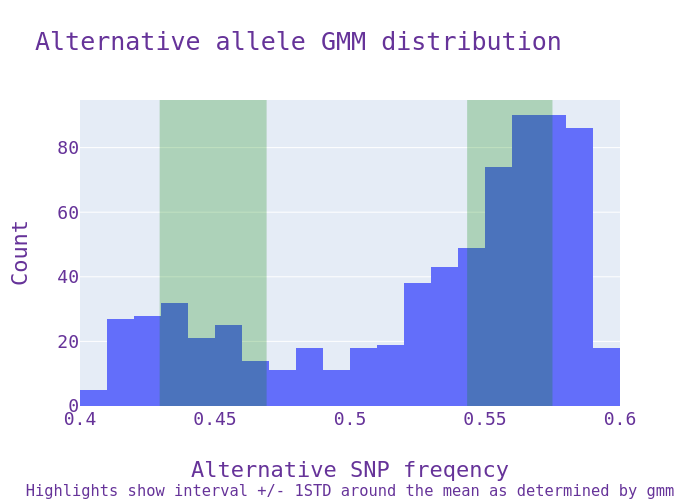 Alternative allele GMM distribution
80
60
40
20
0
Count
0.4 0.45 0.5 0.55 0.6
Alternative SNP freqency
Highlights show interval +/- 1STD around the mean as determined by gmm